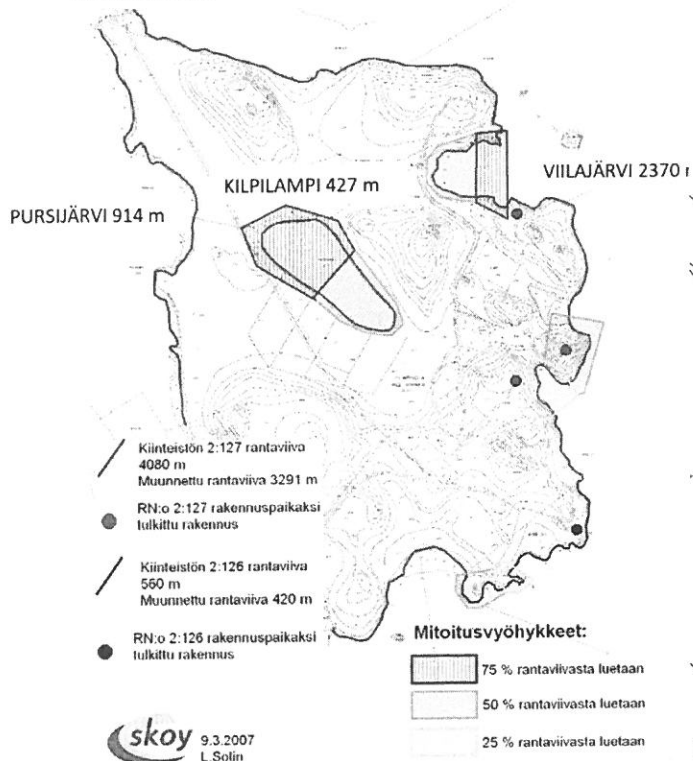 KILPILAMPI 427 m
VIILAJÄRVI 2370
PURSIJÄRVI 914 m
Kiinteistön 2:127 rantaviiva
4080 m
Muunnettu rantaviiva 3291 m
RN:o 2:127 rakennuspaikaksi
tulkittu rakennus
Kiinteistön 2:126 rantaviiva
560 m
Muunnettu rantaviiva 420 m
RN:o 2:126 rakennuspaikaksi
tulkittu rakennus
Mitoitusvyöhykkeet:
75 % rantaviivasta luetaan
50 % rantaviivasta luetaan
25 % rantaviivasta luetaan
skoy
9.3.2007
L.Solin